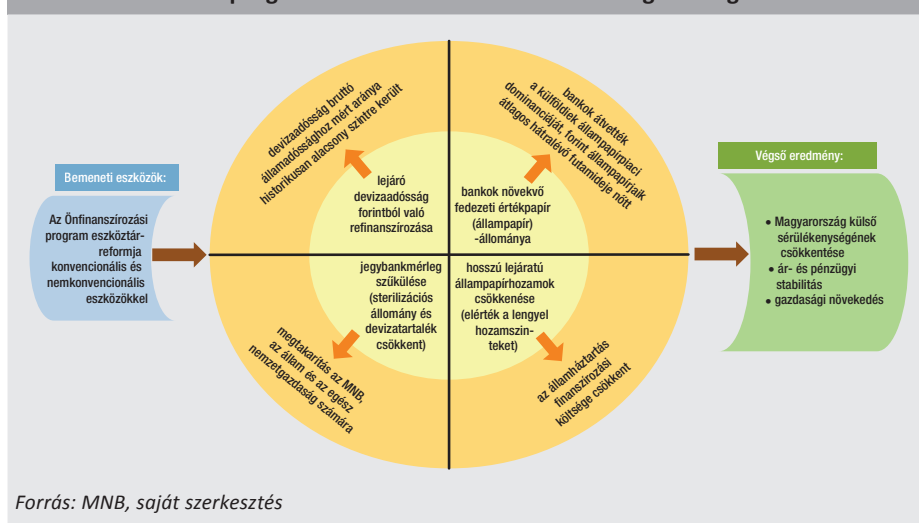 Bemeneti eszközök:
Az Önfinanszírozási
program eszköztár-
reformja
konvencionális és
nemkonvencionális
eszközökkel
devizaadósság bruttó
államadóssághoz mért aránya
historikusan alacsony szintre került
lejáró
devizaadósság
forintból való
refinanszírozása
bankok átvették
a külföldiek állampapírpiaci
dominanciáját, forint állampapírjaik
átlagos hátralévő futamideje nőtt
bankok növekvő
fedezeti értékpapír
(állampapír)
-állománya
jegybankmérleg
szűkülése
(sterilizációs
állomány és
devizatartalék
csökkent)
megtakarítás az MNB,
az állam és az egész
nemzetgazdaság számára
hosszú lejáratú
állampapírhozamok
csökkenése
(elérték a lengyel
hozamszin-
teket)
az államháztartás
finanszírozási
költsége csökkent
Végső eredmény:
• Magyarország külső
sérülékenységének
csökkentése
• ár- és pénzügyi
stabilitás
• gazdasági növekedés
Forrás: MNB, saját szerkesztés